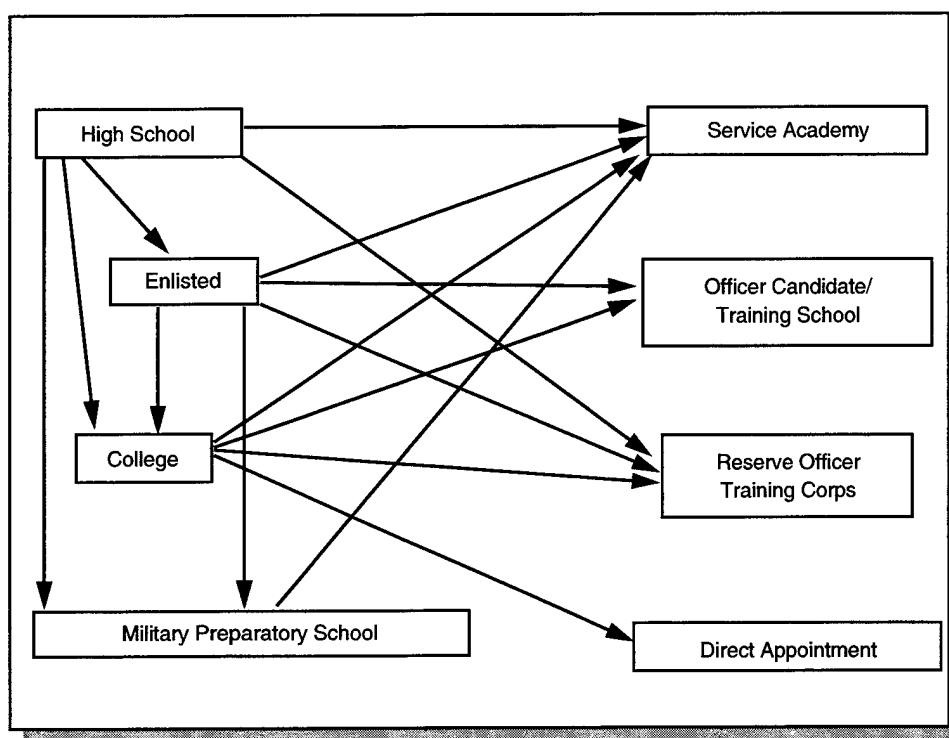 High School
Service Academy
Enlisted
Officer Candidate/
Training School
College
Reserve Officer
Training Corps
Military Preparatory School
Direct Appointment